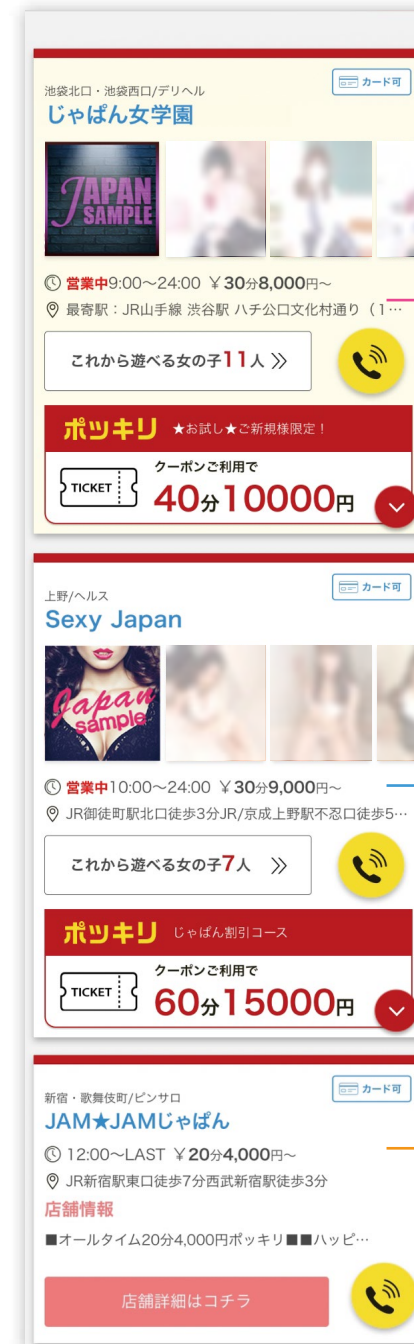 カード可
池袋北口・池袋西口/デリヘル
じゃぱん女学園
JAPAN
SAMPLE
営業中9:00〜24:00 ￥30分8,000円〜
最寄駅：JR山手線 渋谷駅 ハチ公口文化村通り（1…
これから遊べる女の子11人
ポッキリ ★お試し★ご新規様限定！
クーポンご利用で
TICKET
40分10000円
カード可
上野/ヘルス
Sexy Japan
Japan
sample
営業中10:00〜24:00 ￥30分9,000円〜
JR御徒町駅北口徒歩3分JR/京成上野駅不忍口徒歩5…
これから遊べる女の子7人
ポッキリ じゃぱん割引コース
クーポンご利用で
TICKET
60分15000円
カード可
新宿・歌舞伎町/ピンサロ
JAM★JAMじゃぱん
12:00〜LAST ￥20分4,000円〜
JR新宿駅東口徒歩7分西武新宿駅徒歩3分
店舗情報
■オールタイム20分4,000円ポッキリ■■ハッピ…
店舗詳細はコチラ